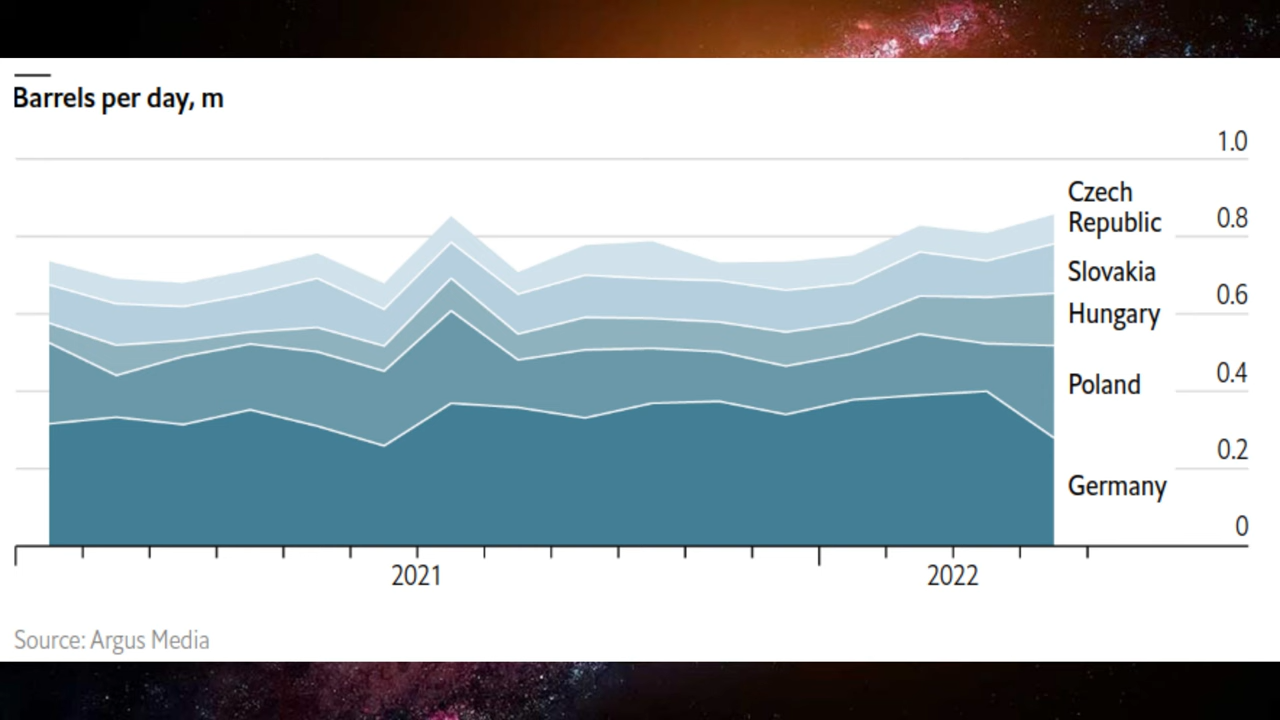 Barrels per day, m
1.0
Czech
Republic
0.8
Slovakia
0.6
Hungary
0.4
Poland
0.2
Germany
0
2021
2022
Source: Argus Media